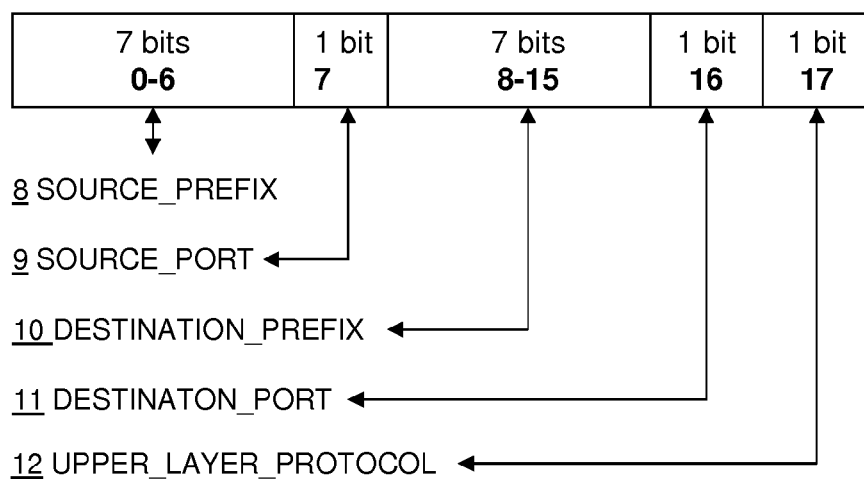 7 bits 1 bit 7 bits 1 bit 1 bit
0-6 7 8-15 16 17
8 SOURCE_PREFIX
9 SOURCE_PORT
10 DESTINATION_PREFIX
11 DESTINATON_PORT
12 UPPER_LAYER_PROTOCOL